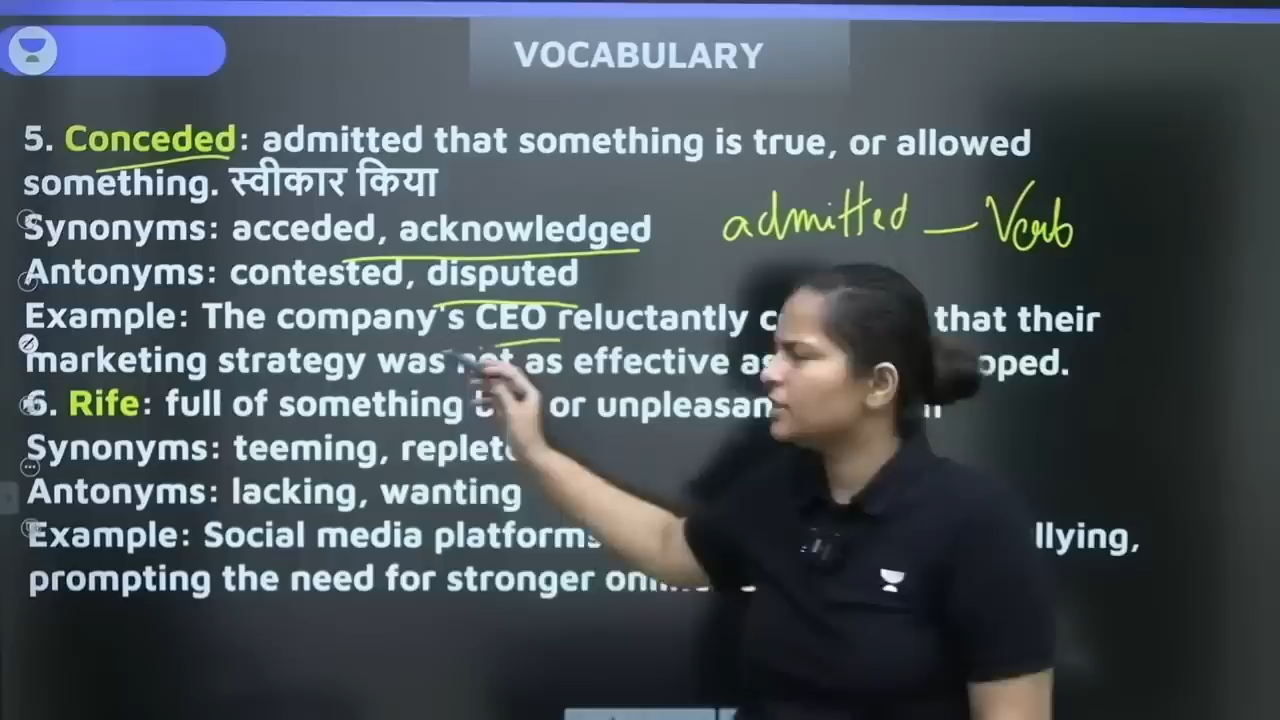 VOCABULARY
5. Conceded: admitted that something is true, or allowed
something. स्वीकार किया
Synonyms: acceded, acknowledged
admitted — Verb
Antonyms: contested, disputed
Example: The company's CEO reluctantly that their
marketing strategy was not as effective as
6. Rife: full of something or
Synonyms: teeming,
Antonyms: lacking, wanting
Example: Social media platforms
prompting the need for stronger